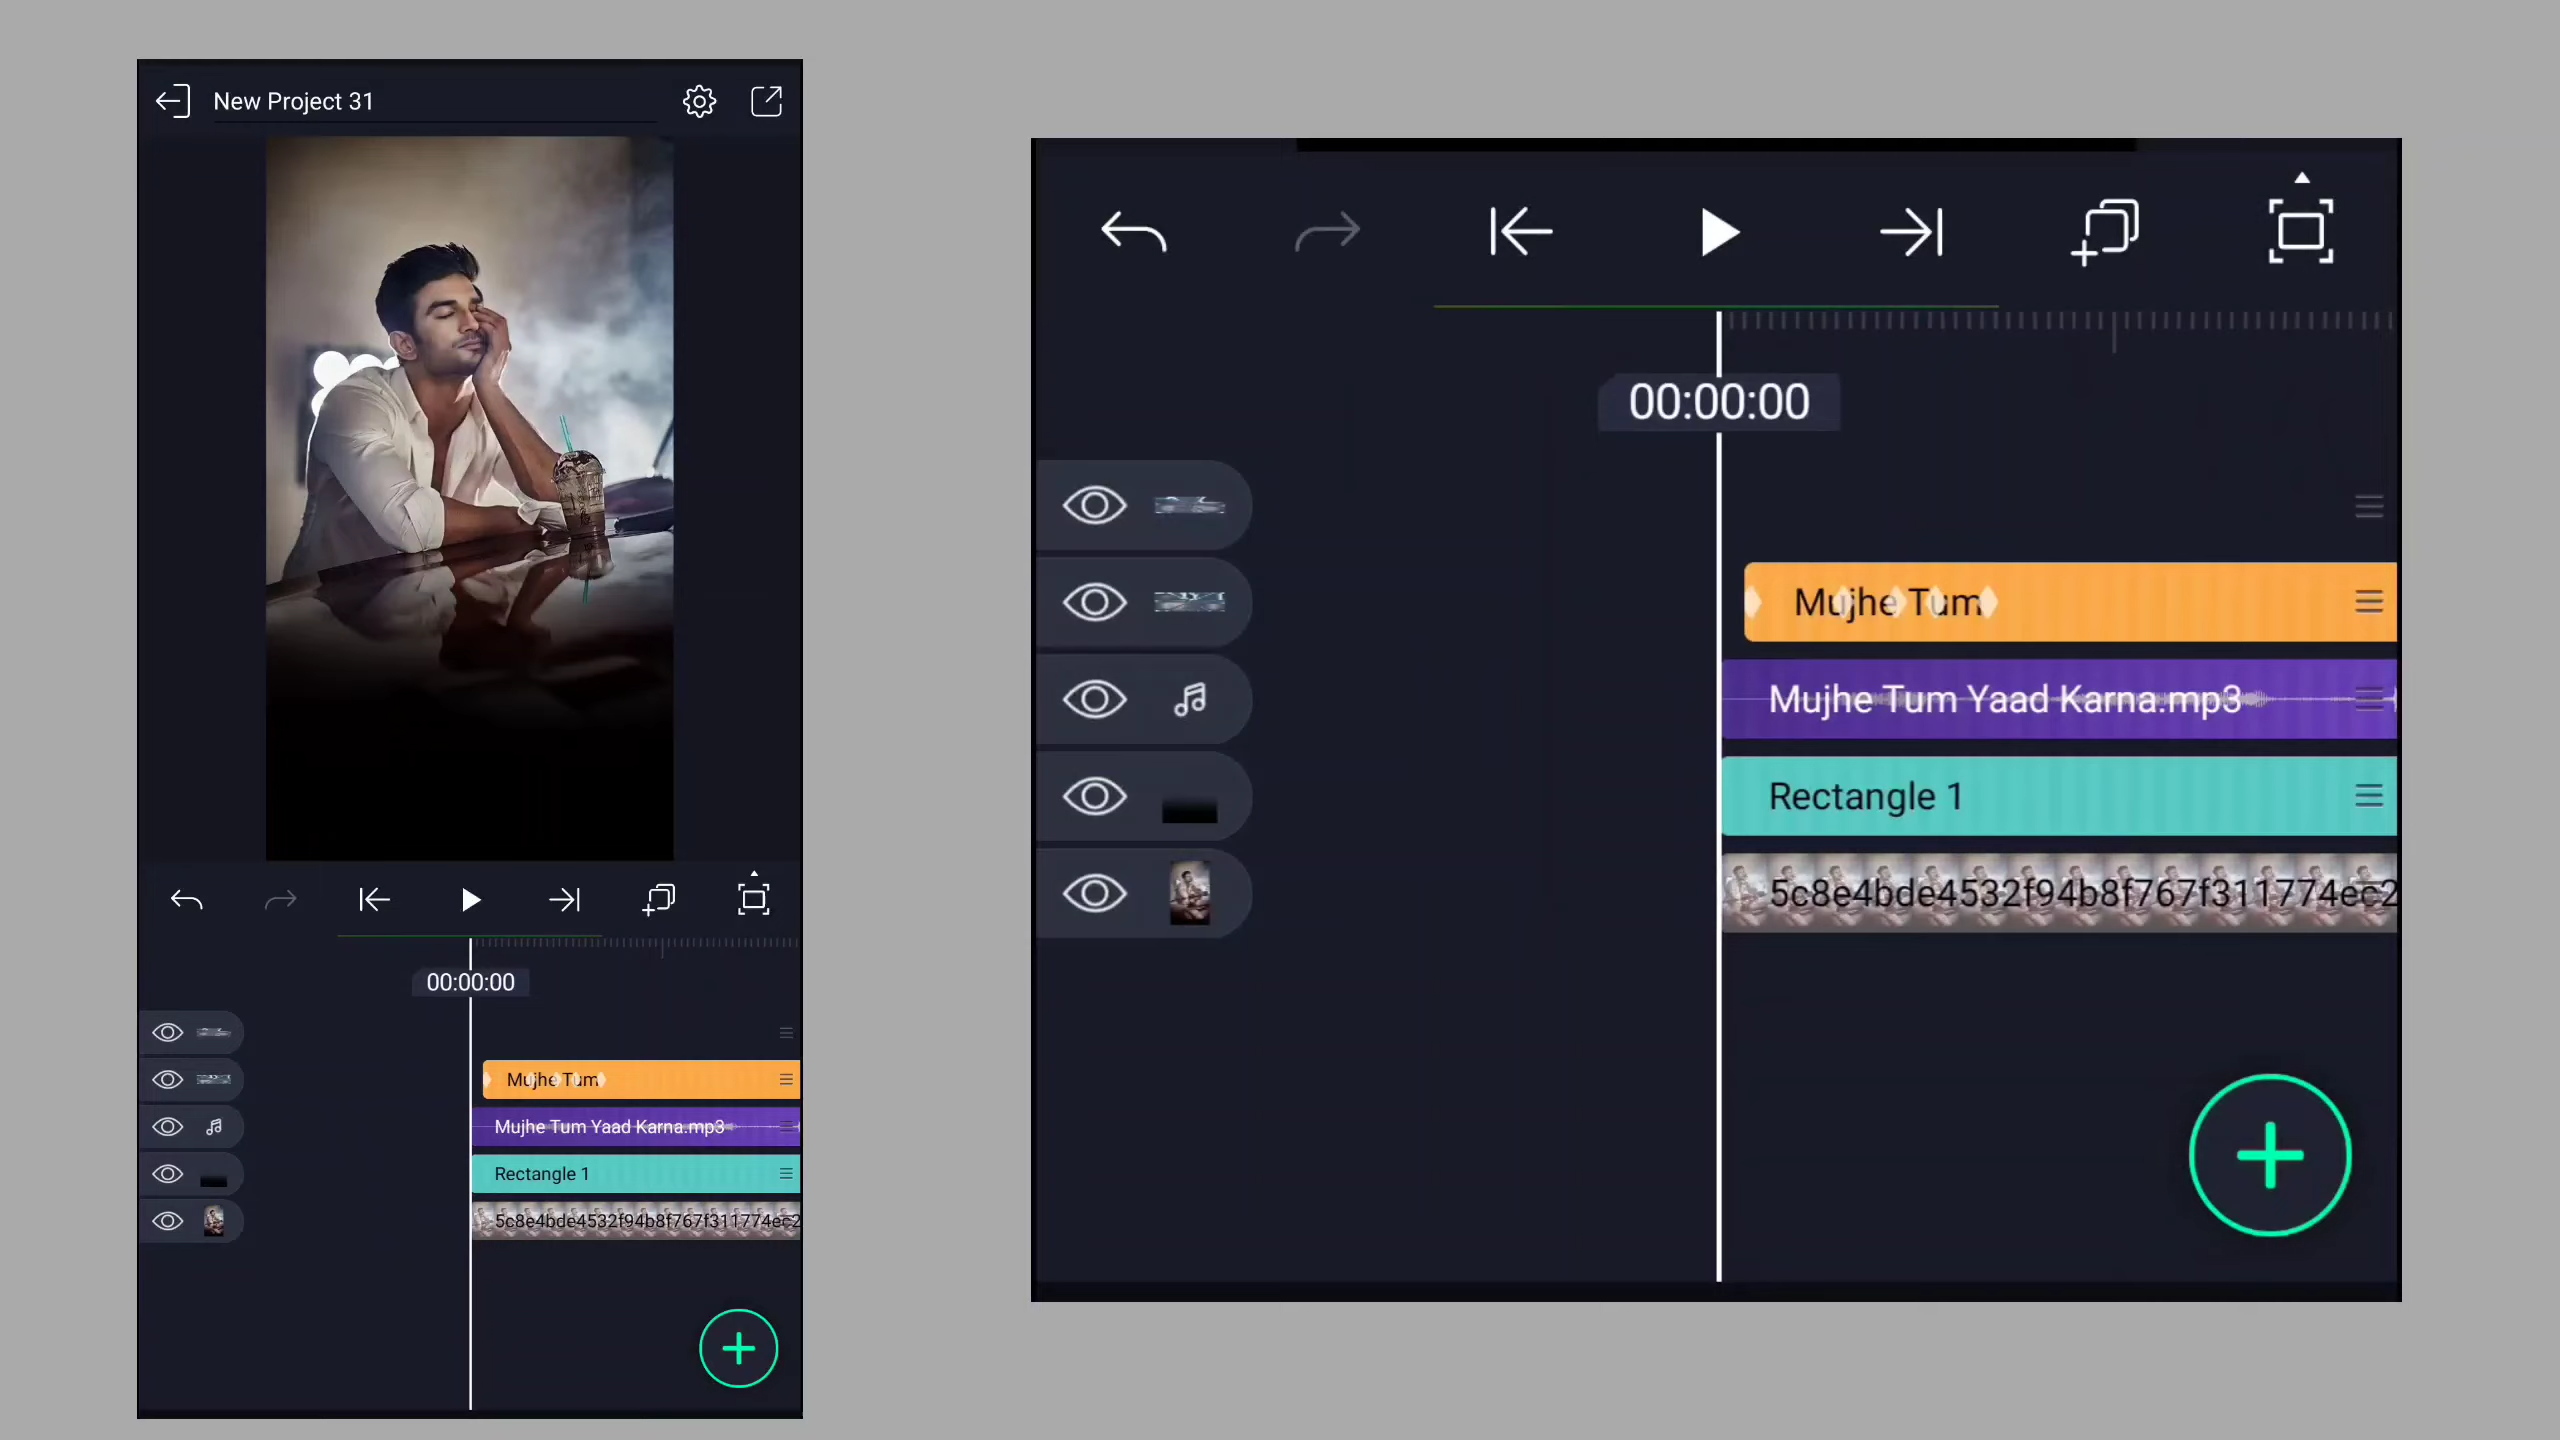 New Project 31
00:00:00
Mujhe Tum
Mujhe Tum Yaad Karna.mp3
Rectangle 1
5c8e4bde4532f94b8f767f311774ec2
00:00:00
Mujhe Tum
Mujhe Tum Yaad Karna.mp3
Rectangle 1
5c8e4bde4532f94b8f767f311774ec2